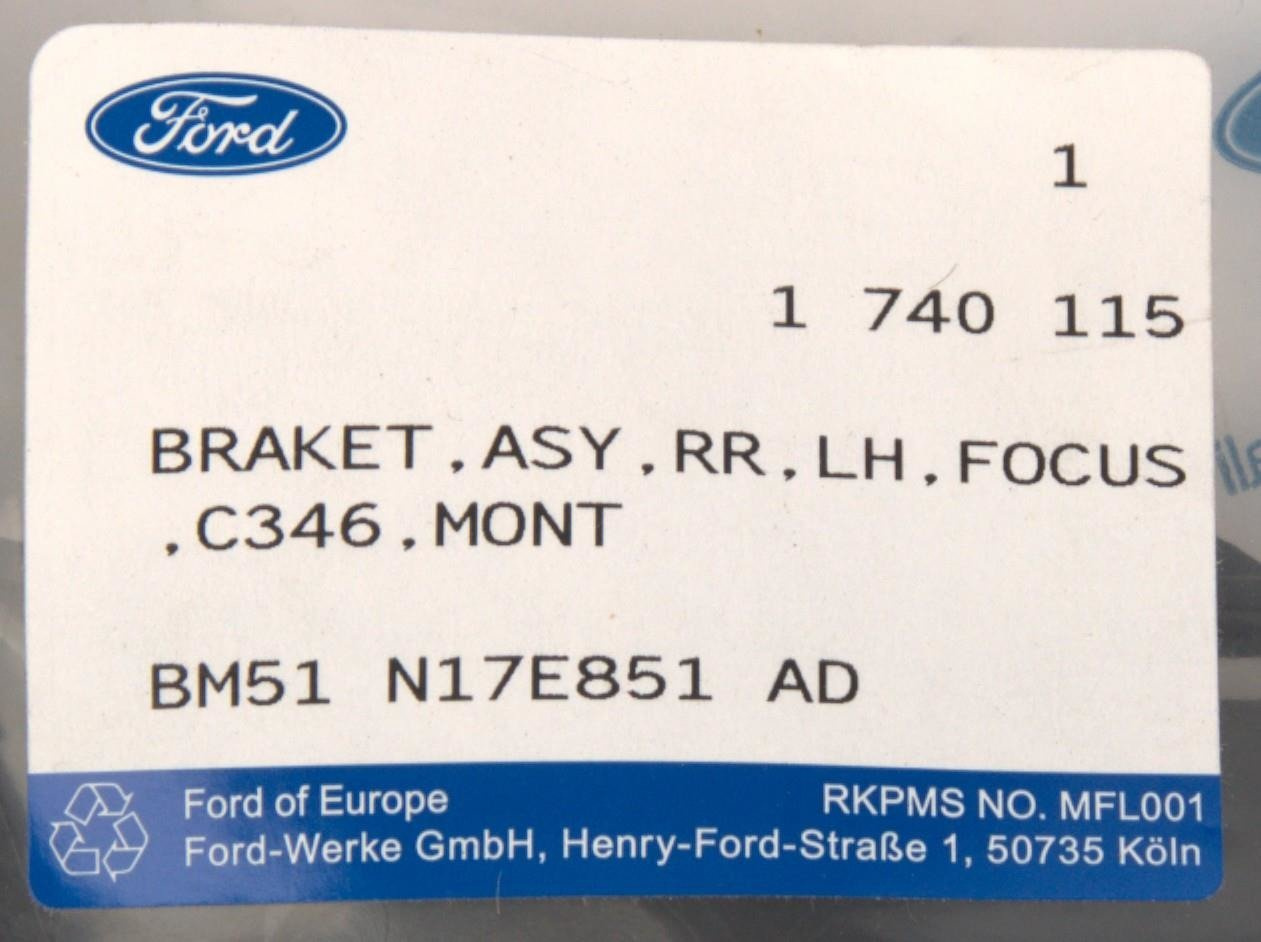 Ford
1
1 740 115
BRAKET,ASY,RR,LH,FOCUS
,C346,MONT
BM51 N17E851 AD
Ford of Europe
RKPMS NO. MFL001
Ford-Werke GmbH, Henry-Ford-Straße 1, 50735 Köln